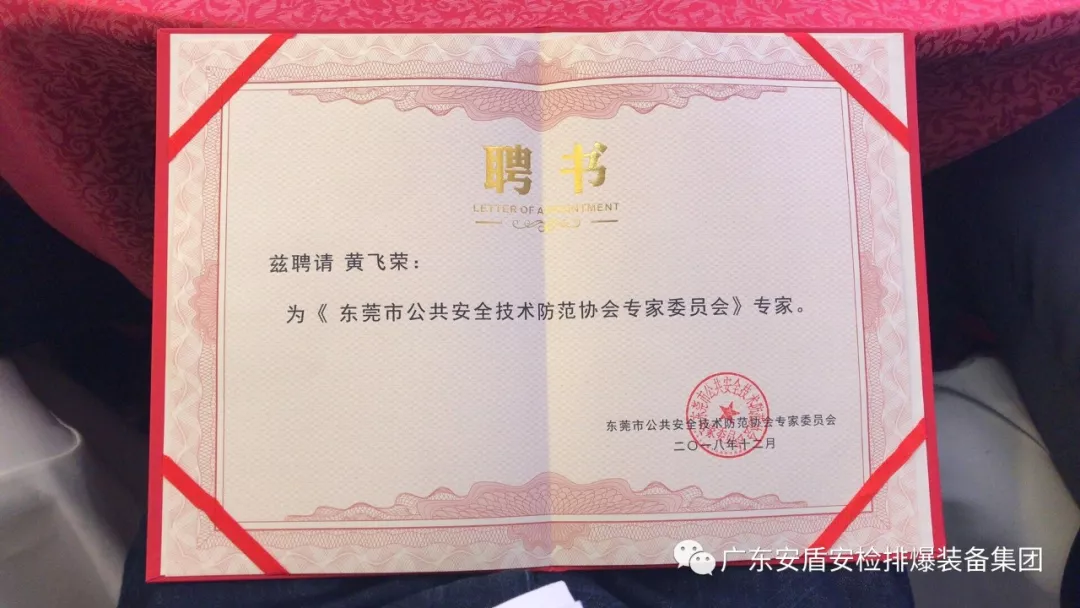 聘书
LETTER OF APPOINTMENT
兹聘请 黄飞荣：
为《 东莞市公共安全技术防范协会专家委员会》专家。
东莞市公共安全技术防范协会专家委员会
二〇一八年十二月
广东安盾安检排爆装备集团